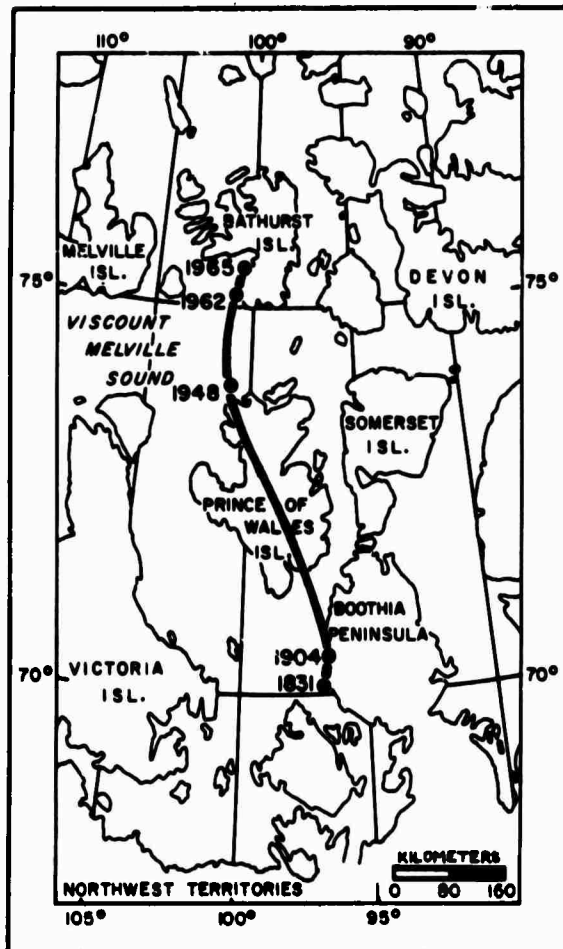 110° 100° 90°
BATHURST
ISL.
MELVILLE
ISL.
1965
DEVON
ISL.
75° 75°
1962
VISCOUNT
MELVILLE
SOUND
1948
SOMERSET
ISL.
PRINCE OF
WALES
ISL.
BOOTHIA
PENINSULA
1904
70° 70°
VICTORIA
ISL.
1831
KILOMETERS
0 80 160
NORTHWEST TERRITORIES
105° 100° 95°